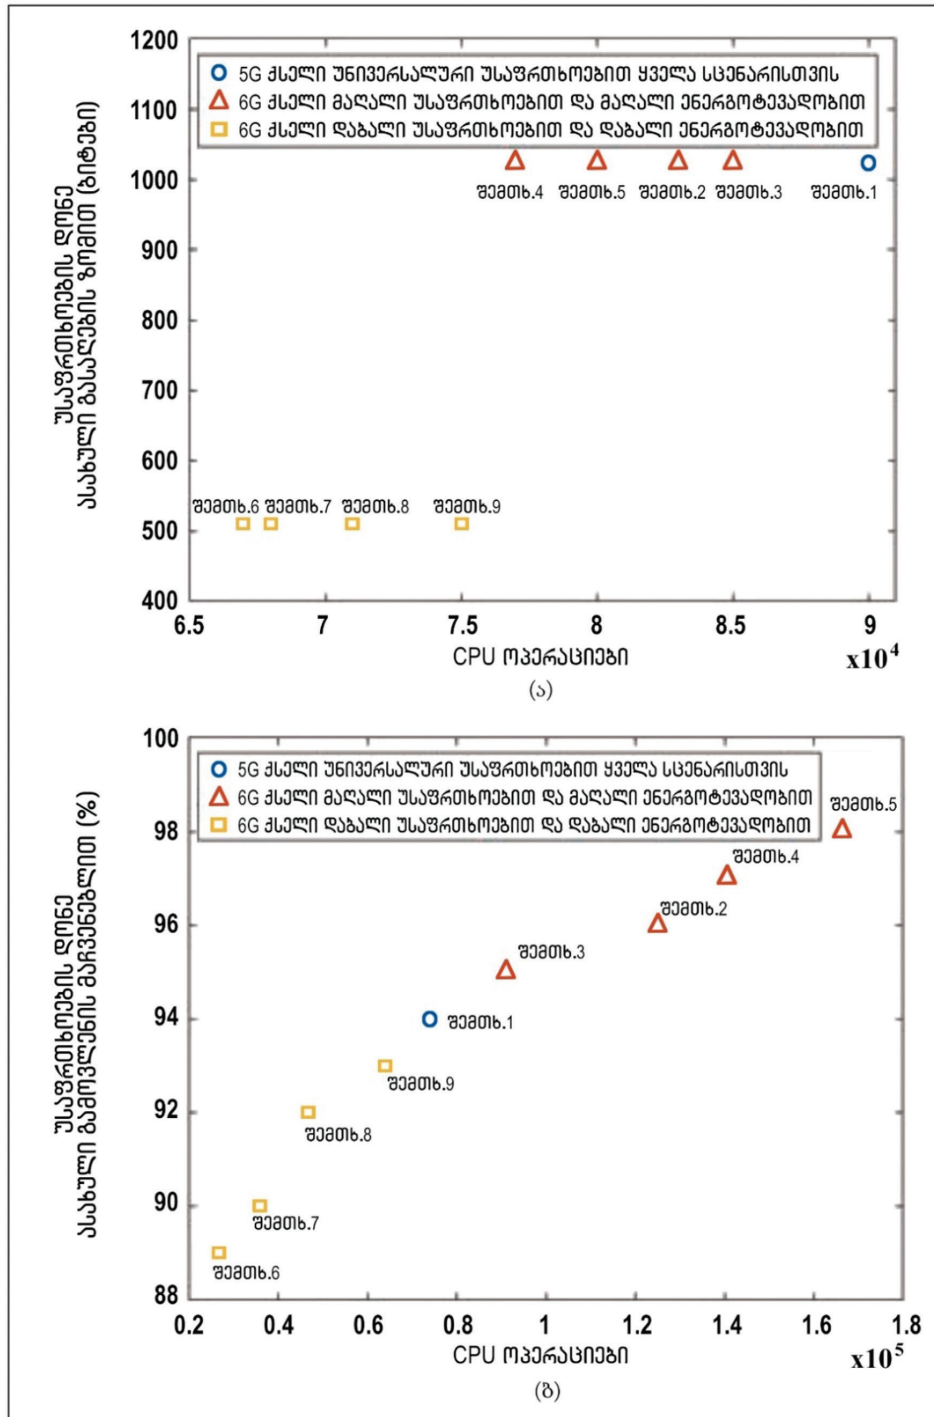 1200
5G ქსელი უნივერსალური უსაფრთხოებით ყველა სცენარისთვის
6G ქსელი მაღალი უსაფრთხოებით და მაღალი ენერგოტევადობით
6G ქსელი დაბალი უსაფრთხოებით და დაბალი ენერგოტევადობით
1100
1000
შემთხ.4 შემთხ.5 შემთხ.2 შემთხ.3 შემთხ.1
900
800
700
600
შემთხ.6 შემთხ.7 შემთხ.8 შემთხ.9
500
400
უსაფრთხოების დონე
ასახული გასაღების ზომით (ბიტები)
6.5 7 7.5 8 8.5 9
CPU ოპერაციები x10⁴
(ა)
100
5G ქსელი უნივერსალური უსაფრთხოებით ყველა სცენარისთვის
6G ქსელი მაღალი უსაფრთხოებით და მაღალი ენერგოტევადობით
6G ქსელი დაბალი უსაფრთხოებით და დაბალი ენერგოტევადობით
შემთხ.5
98
შემთხ.4
შემთხ.2
96
შემთხ.3
94
შემთხ.1
შემთხ.9
92
შემთხ.8
90
შემთხ.7
შემთხ.6
88
უსაფრთხოების დონე
ასახული გამოვლენის მაჩვენებლით (%)
0.2 0.4 0.6 0.8 1 1.2 1.4 1.6 1.8
CPU ოპერაციები x10⁵
(ბ)